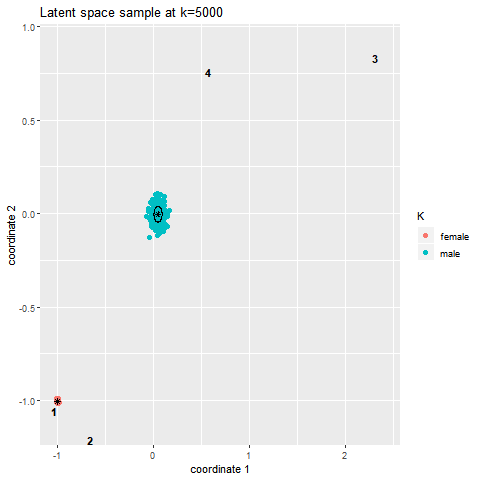 Latent space sample at k=5000
1.0
0.5
0.0
-0.5
-1.0
coordinate 2
3
4
1
2
-1
0
1
2
coordinate 1
K
female
male